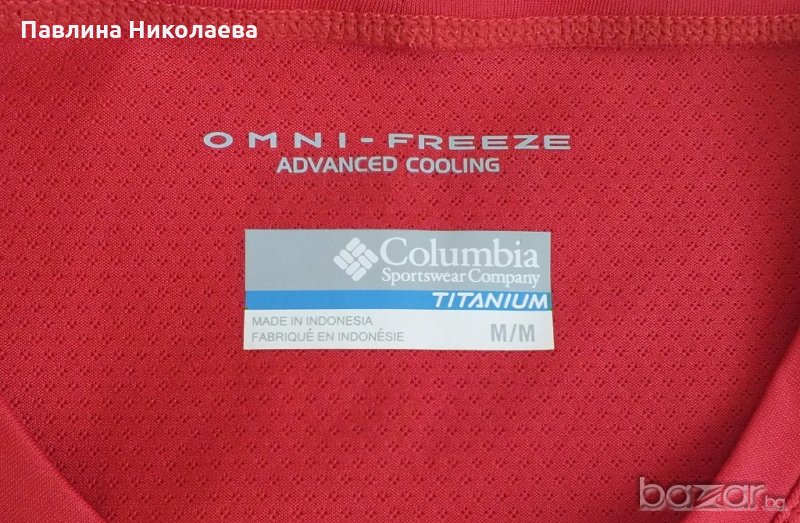 Павлина Николаева
OMNI-FREEZE
ADVANCED COOLING
Columbia
Sportswear Company
TITANIUM
MADE IN INDONESIA
FABRIQUÉ EN INDONÉSIE
M/M
bazar.bg